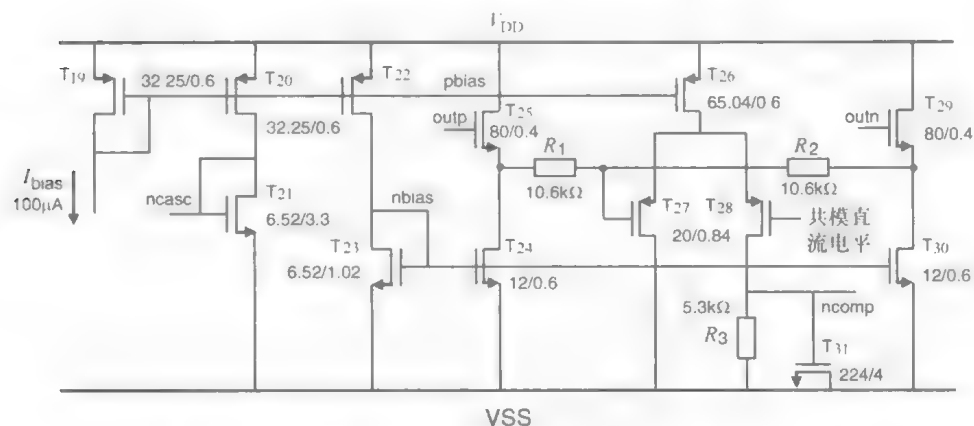 VDD
T19
32.25/0.6
T20
T22
pbias
T26
65.04/0.6
T25
80/0.4
outp
outn
T29
80/0.4
32.25/0.6
R1
10.6kΩ
R2
10.6kΩ
Ibias
100μA
ncasc
T21
6.52/3.3
nbias
T27
T28
20/0.84
共模直
流电平
T23
6.52/1.02
T24
12/0.6
T30
12/0.6
5.3kΩ
R3
ncomp
T31
224/4
VSS